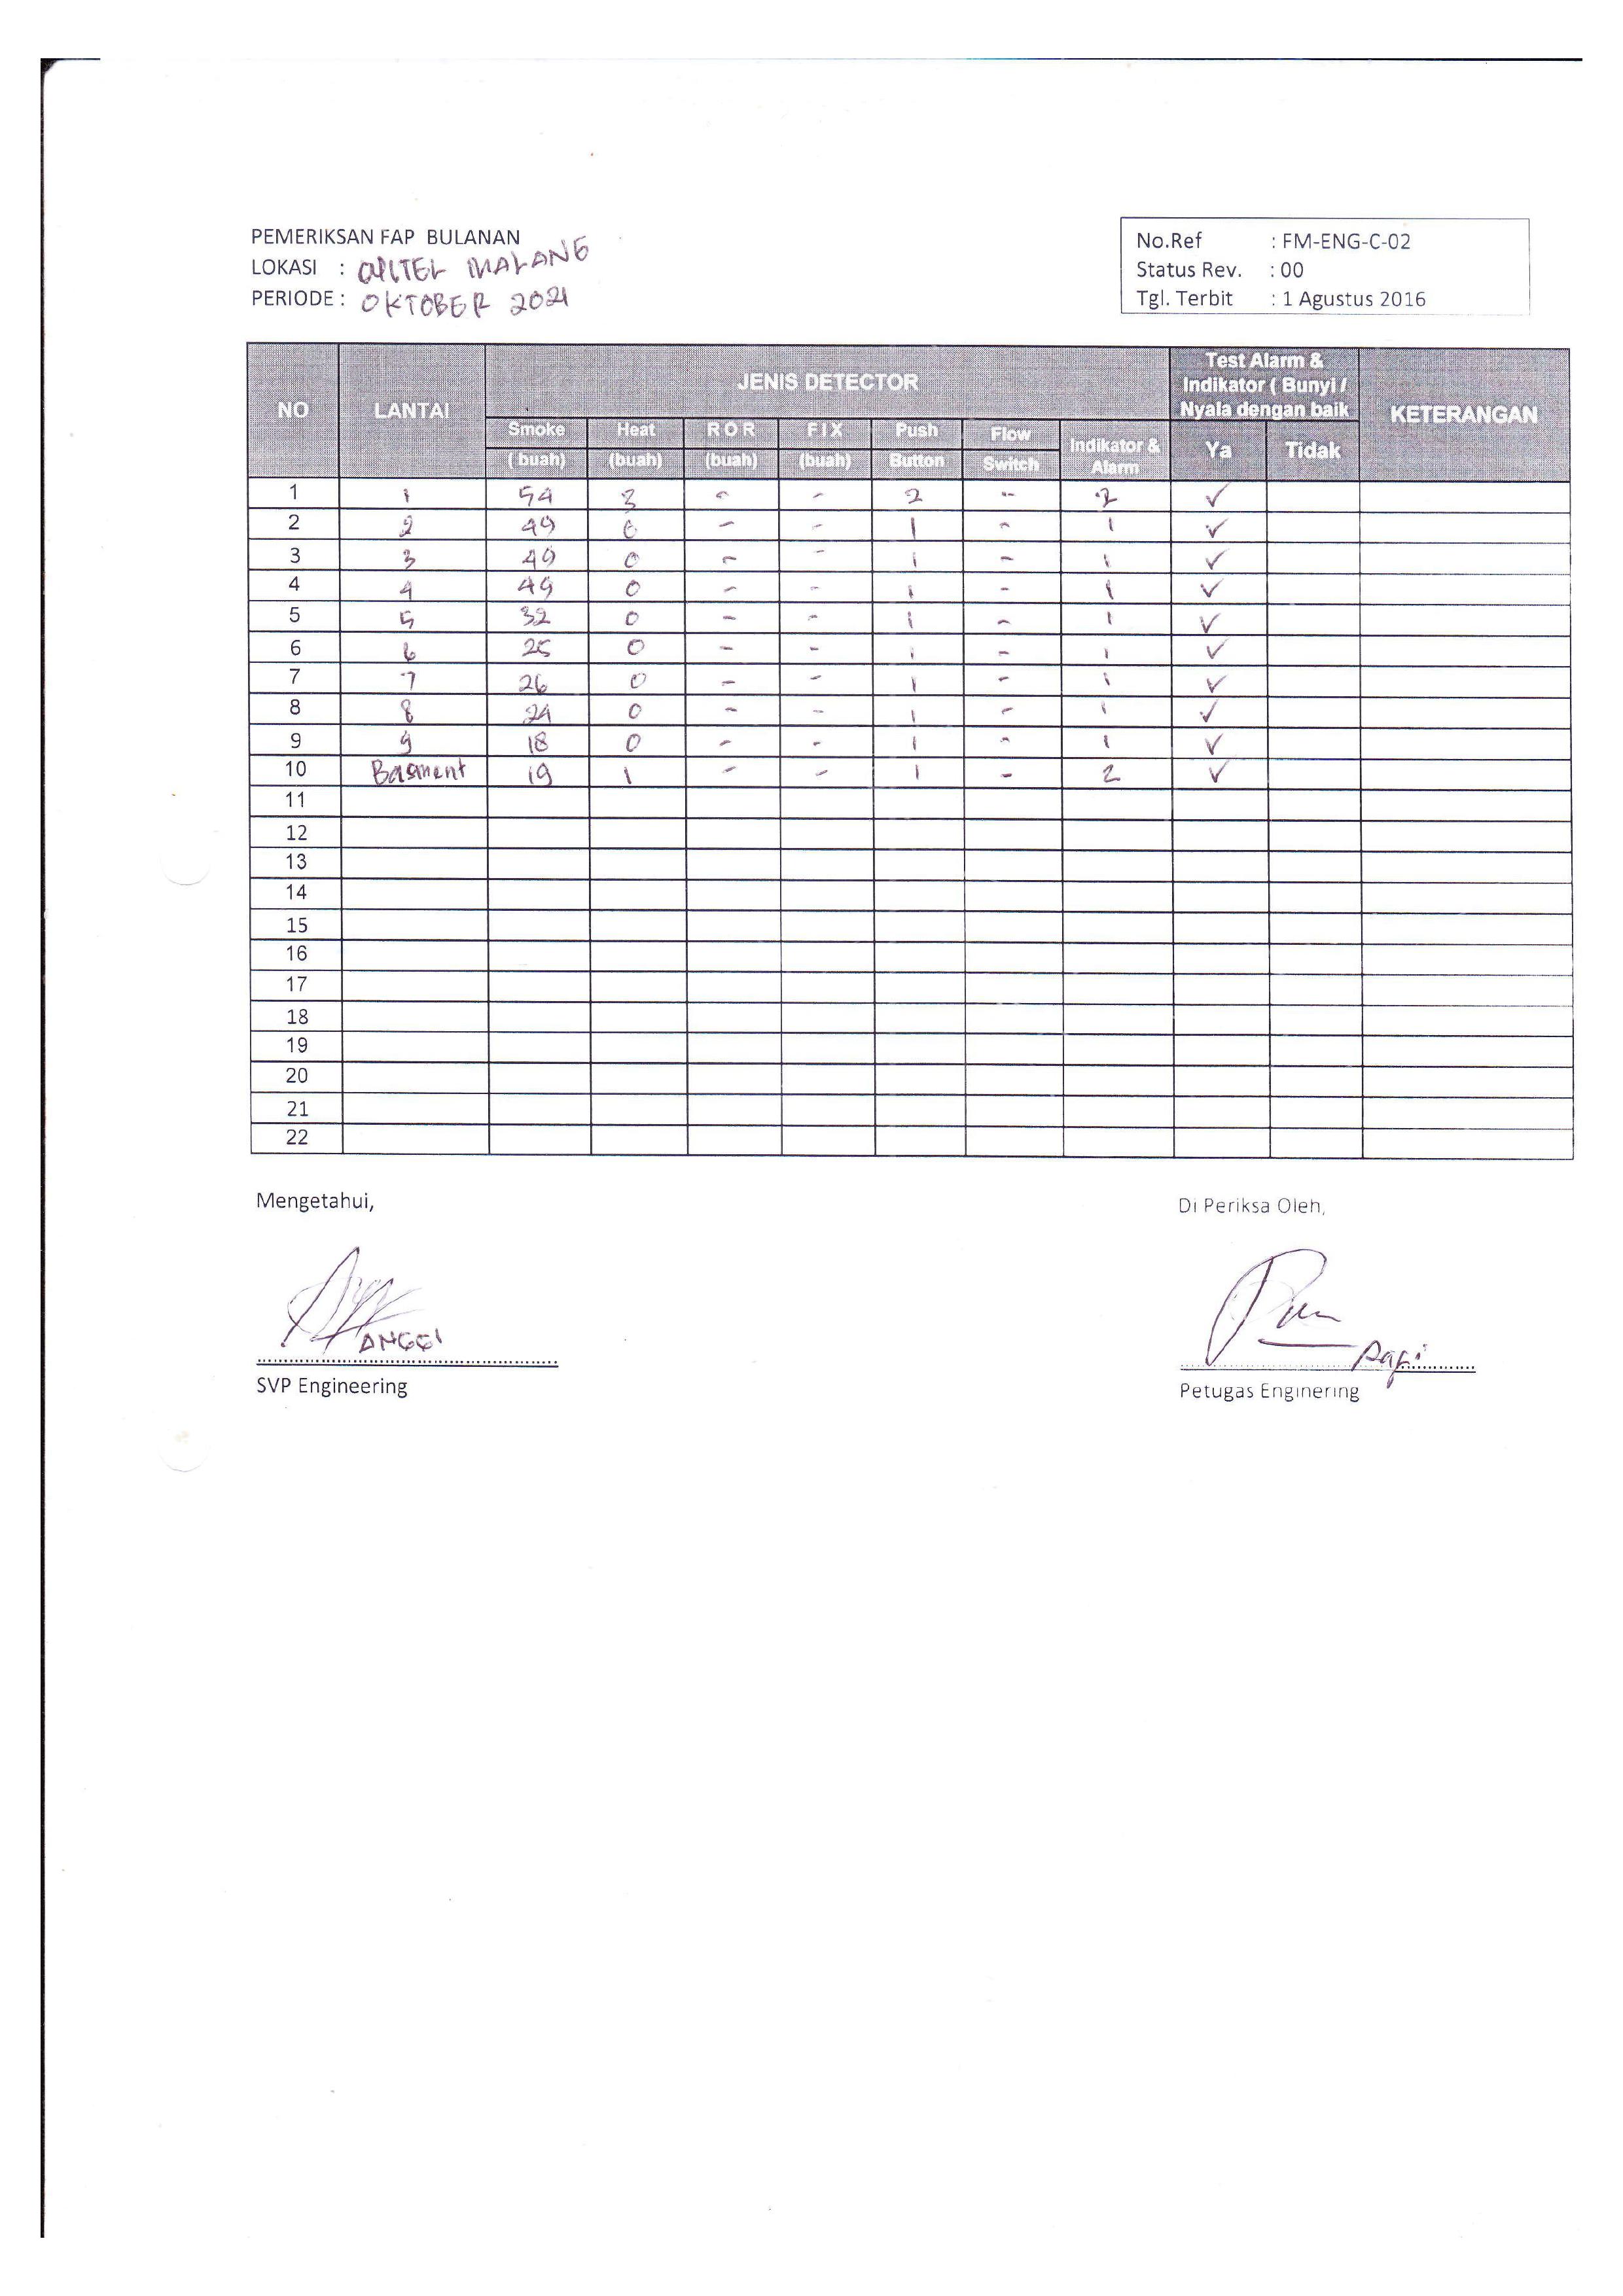 PEMERIKSAN FAP BULANAN
LOKASI : MALANG
PERIODE : OKTOBER
No.Ref : FM-ENG-C-02
Status Rev. : 00
Tgl. Terbit : 1 Agustus 2016
NO LANTAI JENIS DETECTOR Test Alarm & Indikator ( Bunyi / Nyala dengan baik KETERANGAN
Smoke ( buah) Heat (buah) R O R (buah) F I X (buah) Push Button Flow Switch Indikator & Alarm Ya Tidak
1 1 54 3 - - 2 - 2 ✓
2 2 49 0 - - 1 - 1 ✓
3 3 49 0 - - 1 - 1 ✓
4 4 49 0 - - 1 - 1 ✓
5 5 32 0 - - 1 - 1 ✓
6 6 25 0 - - 1 - 1 ✓
7 7 26 0 - - 1 - 1 ✓
8 8 24 0 - - 1 - 1 ✓
9 9 18 0 - - 1 - 1 ✓
10 Basment 19 1 - - 1 - 2 ✓
11
12
13
14
15
16
17
18
19
20
21
22
Mengetahui,
Di Periksa Oleh,
ANGGI
SVP Engineering
Petugas Enginering